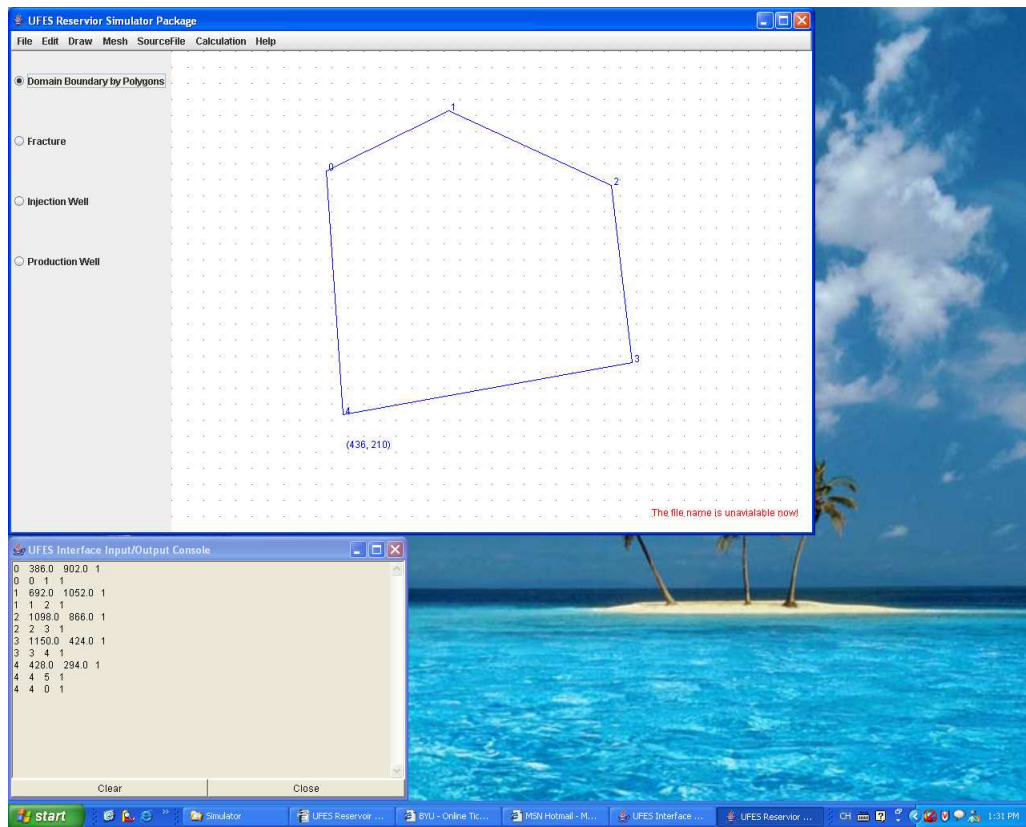 UFES Reservior Simulator Package
File Edit Draw Mesh SourceFile Calculation Help
Domain Boundary by Polygons
Fracture
Injection Well
Production Well
1
0
2
3
4
(436, 210)
The file name is unavialable now!
UFES Interface Input/Output Console
0 386.0 902.0 1
0 0 1 1
1 692.0 1052.0 1
1 1 2 1
2 1098.0 866.0 1
2 2 3 1
3 1150.0 424.0 1
3 3 4 1
4 428.0 294.0 1
4 4 5 1
4 4 0 1
Clear Close
start Simulator UFES Reservoir ... BYU - Online Tic... MSN Hotmail - M... UFES Interface ... UFES Reservior ... CH 1:31 PM